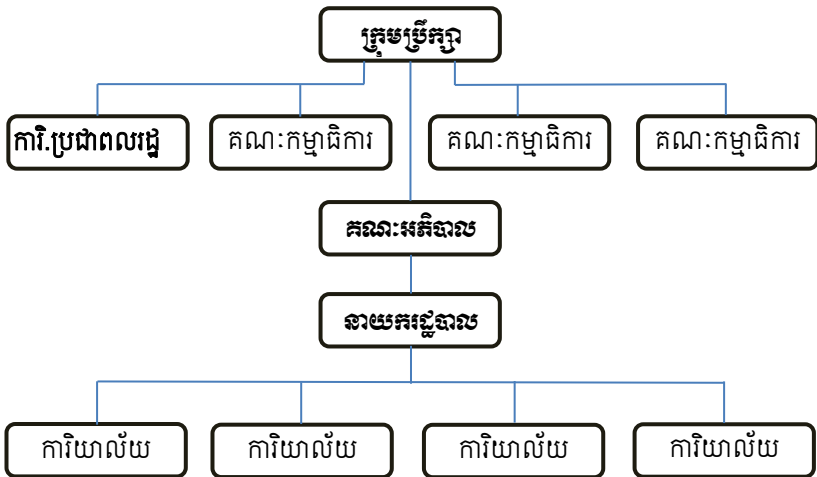 ក្រុមប្រឹក្សា
ការិ.ប្រជាពលរដ្ឋ
គណៈកម្មាធិការ
គណៈកម្មាធិការ
គណៈកម្មាធិការ
គណៈអភិបាល
នាយករដ្ឋបាល
ការិយាល័យ
ការិយាល័យ
ការិយាល័យ
ការិយាល័យ